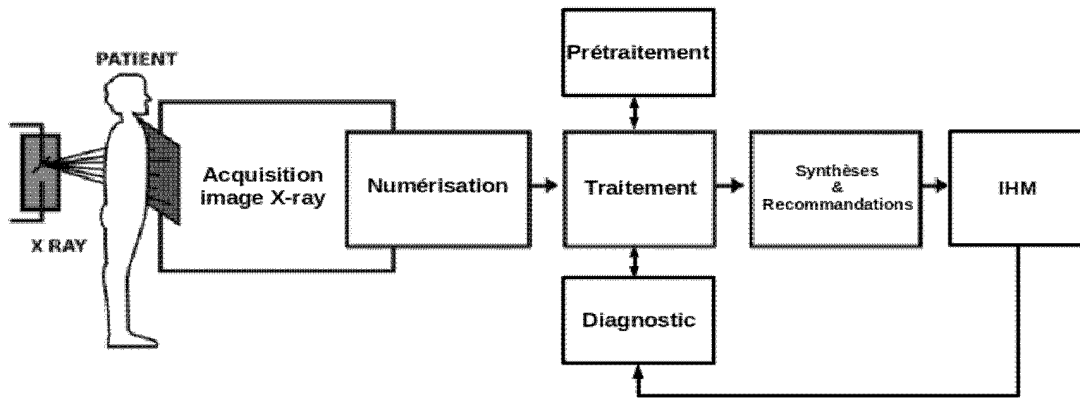 PATIENT
X RAY
Acquisition
image X-ray
Numérisation
Prétraitement
Traitement
Diagnostic
Synthèses
&
Recommandations
IHM